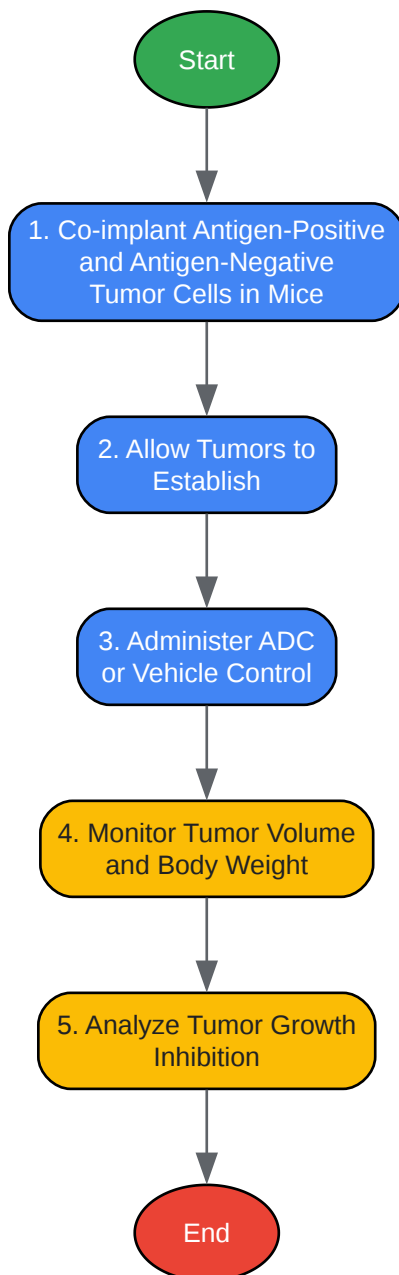 Start
1. Co-implant Antigen-Positive
and Antigen-Negative
Tumor Cells in Mice
2. Allow Tumors to
Establish
3. Administer ADC
or Vehicle Control
4. Monitor Tumor Volume
and Body Weight
5. Analyze Tumor Growth
Inhibition
End